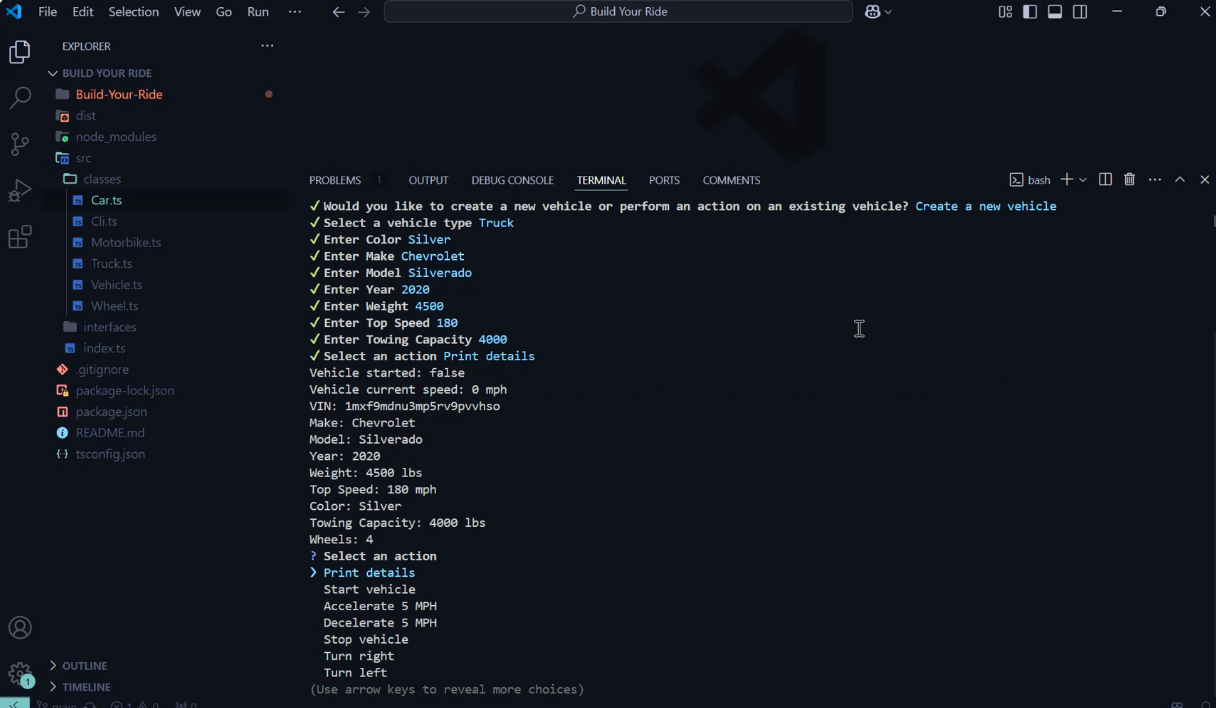 File Edit Selection View Go Run ··· Build Your Ride
EXPLORER ···
BUILD YOUR RIDE
Build-Your-Ride
dist
node_modules
src
classes
Car.ts
Cli.ts
Motorbike.ts
Truck.ts
Vehicle.ts
Wheel.ts
interfaces
index.ts
.gitignore
package-lock.json
package.json
README.md
tsconfig.json
OUTLINE
TIMELINE
1
main 1 0 0
PROBLEMS 1 OUTPUT DEBUG CONSOLE TERMINAL PORTS COMMENTS bash
✓ Would you like to create a new vehicle or perform an action on an existing vehicle? Create a new vehicle
✓ Select a vehicle type Truck
✓ Enter Color Silver
✓ Enter Make Chevrolet
✓ Enter Model Silverado
✓ Enter Year 2020
✓ Enter Weight 4500
✓ Enter Top Speed 180
✓ Enter Towing Capacity 4000
✓ Select an action Print details
Vehicle started: false
Vehicle current speed: 0 mph
VIN: 1mxf9mdnu3mp5rv9pvvhso
Make: Chevrolet
Model: Silverado
Year: 2020
Weight: 4500 lbs
Top Speed: 180 mph
Color: Silver
Towing Capacity: 4000 lbs
Wheels: 4
? Select an action
❯ Print details
Start vehicle
Accelerate 5 MPH
Decelerate 5 MPH
Stop vehicle
Turn right
Turn left
(Use arrow keys to reveal more choices)